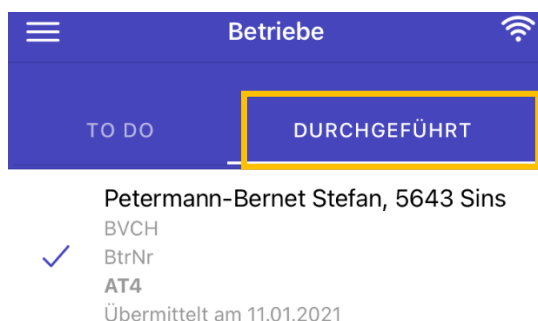 Betriebe
TO DO
DURCHGEFÜHRT
Petermann-Bernet Stefan, 5643 Sins
BVCH
BtrNr
AT4
Übermittelt am 11.01.2021